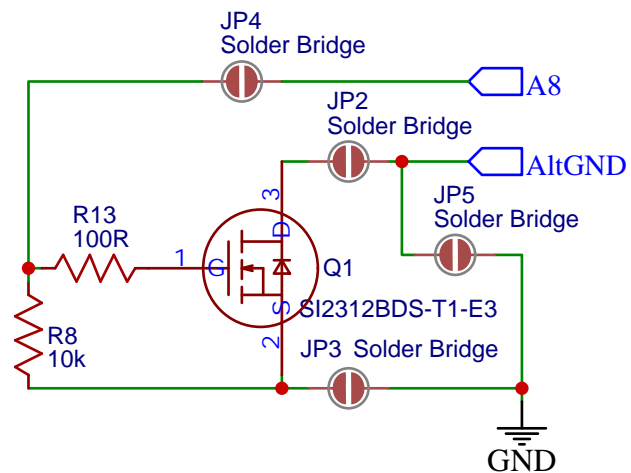 JP4
Solder Bridge
A8
JP2
Solder Bridge
AltGND
JP5
Solder Bridge
R13
100R
3
D
1
G
Q1
S
SI2312BDS-T1-E3
2
R8
10k
JP3 Solder Bridge
GND